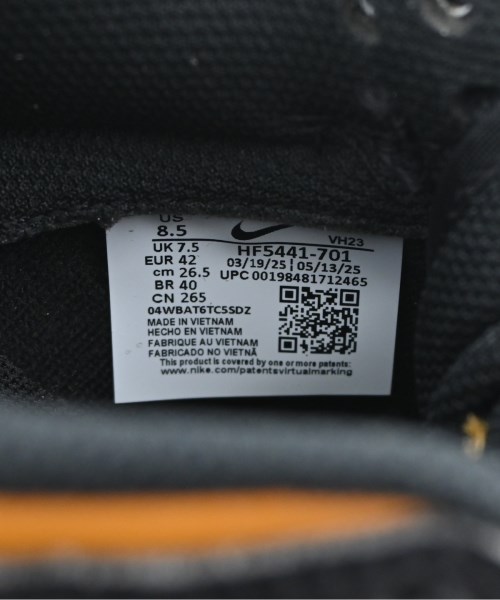 US
8.5
VH23
UK 7.5
HF5441-701
EUR 42
03/19/25 | 05/13/25
cm 26.5
UPC 00198481712465
BR 40
CN 265
04WBAT6TC5SDZ
MADE IN VIETNAM
HECHO EN VIETNAM
FABRIQUE AU VIETNAM
FABRICADO NO VIETNÃ
This product is covered by one or more patents:
www.nike.com/patentsvirtualmarking